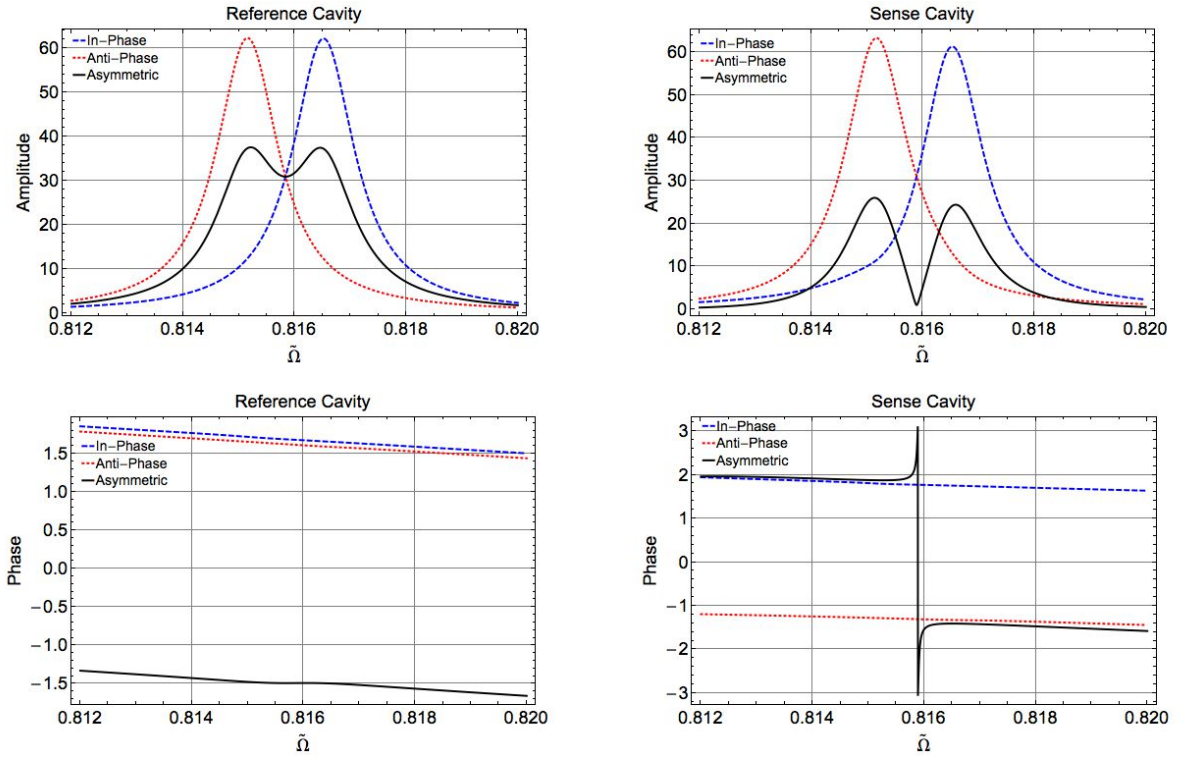 Reference Cavity
In-Phase
Anti-Phase
Asymmetric
Amplitude
60
50
40
30
20
10
0
0.812 0.814 0.816 0.818 0.820
Ω̃
Sense Cavity
In-Phase
Anti-Phase
Asymmetric
Amplitude
60
50
40
30
20
10
0
0.812 0.814 0.816 0.818 0.820
Ω̃
Reference Cavity
In-Phase
Anti-Phase
Asymmetric
Phase
1.5
1.0
0.5
0.0
-0.5
-1.0
-1.5
0.812 0.814 0.816 0.818 0.820
Ω̃
Sense Cavity
In-Phase
Anti-Phase
Asymmetric
Phase
3
2
1
0
-1
-2
-3
0.812 0.814 0.816 0.818 0.820
Ω̃